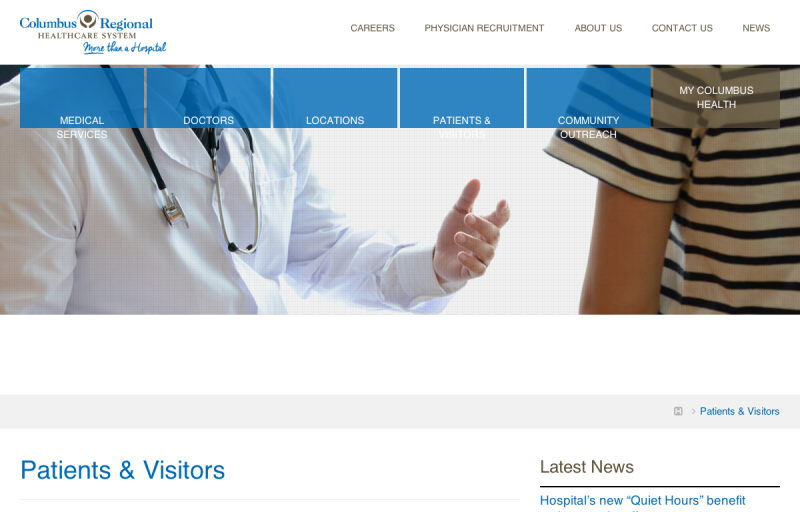 Columbus Regional
HEALTHCARE SYSTEM
More than a Hospital
CAREERS
PHYSICIAN RECRUITMENT
ABOUT US
CONTACT US
NEWS
MEDICAL
SERVICES
DOCTORS
LOCATIONS
PATIENTS &
VISITORS
COMMUNITY
OUTREACH
MY COLUMBUS
HEALTH
Patients & Visitors
Patients & Visitors
Latest News
Hospital’s new “Quiet Hours” benefit